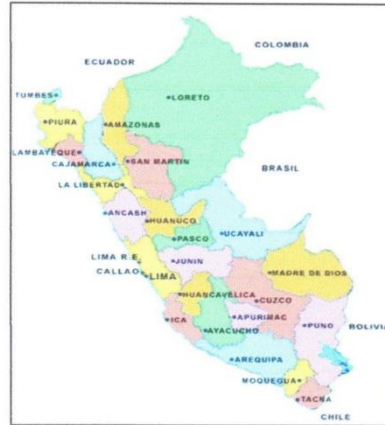 COLOMBIA
ECUADOR
TUMBES
LORETO
PIURA
AMAZONAS
LAMBAYEQUE
CAJAMARCA
SAN MARTIN
BRASIL
LA LIBERTAD
ANCASH
HUANUCO
UCAYALI
PASCO
LIMA R.E.
JUNIN
CALLAO
LIMA
MADRE DE DIOS
HUANCAVELICA
CUZCO
ICA
APURIMAC
PUNO
BOLIVIA
AYACUCHO
AREQUIPA
MOQUEGUA
TACNA
CHILE